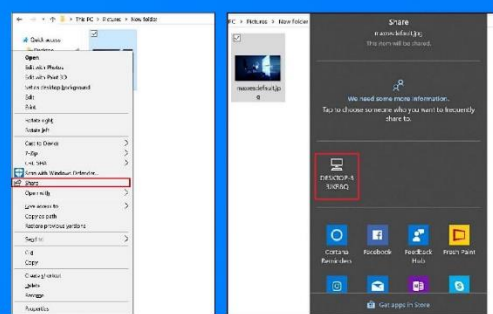 This PC > Pictures > New folder
Quick access
Open
Edit with Photos
Edit with Paint 3D
Set as desktop background
Edit
Print
Rotate right
Rotate left
Cast to Device
7-Zip
CRC SHA
Scan with Windows Defender...
Share
Open with
Give access to
Copy as path
Restore previous versions
Send to
Cut
Copy
Create shortcut
Delete
Rename
Properties
PC > Pictures > New folder
Share
This item will be shared.
We need some more information.
Tap to choose someone who you want to frequently
share to.
Cortana
Reminders
Facebook
Feedback
Hub
Fresh Paint
Get apps in Store